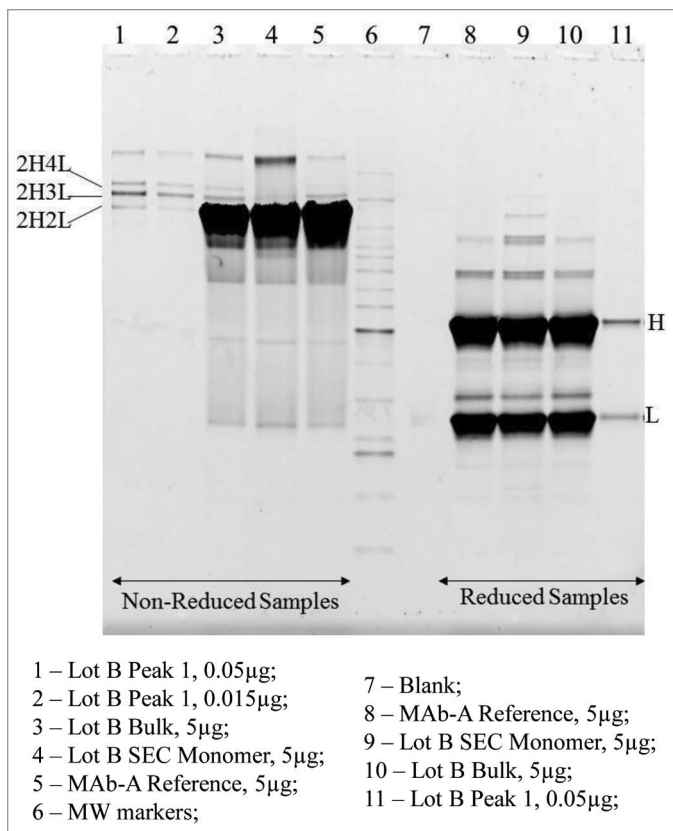 1 2 3 4 5 6 7 8 9 10 11
2H4L
2H3L
2H2L
H
L
Non-Reduced Samples
Reduced Samples
1 – Lot B Peak 1, 0.05µg;
2 – Lot B Peak 1, 0.015µg;
3 – Lot B Bulk, 5µg;
4 – Lot B SEC Monomer, 5µg;
5 – MAb-A Reference, 5µg;
6 – MW markers;
7 – Blank;
8 – MAb-A Reference, 5µg;
9 – Lot B SEC Monomer, 5µg;
10 – Lot B Bulk, 5µg;
11 – Lot B Peak 1, 0.05µg;